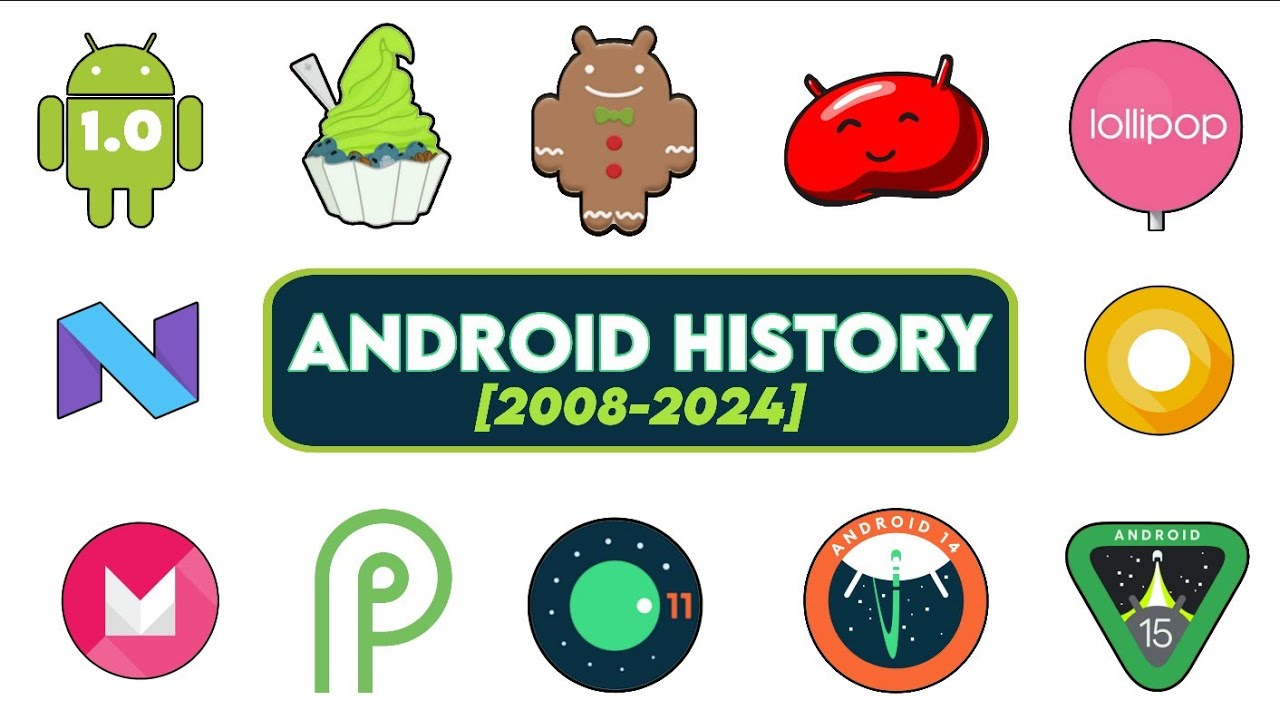 1.0
lollipop
ANDROID HISTORY
[2008-2024]
11
ANDROID 14
ANDROID
15